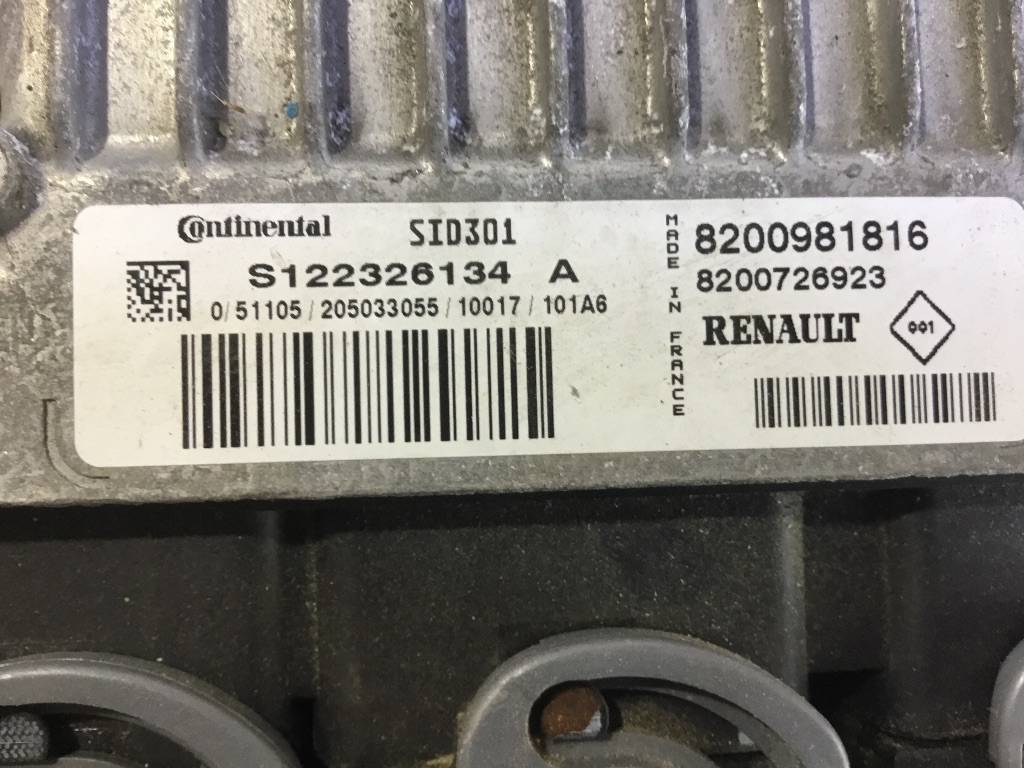 Continental SID301
S122326134 A
0/51105/205033055/10017/101A6
MADE IN FRANCE
8200981816
8200726923
RENAULT 001